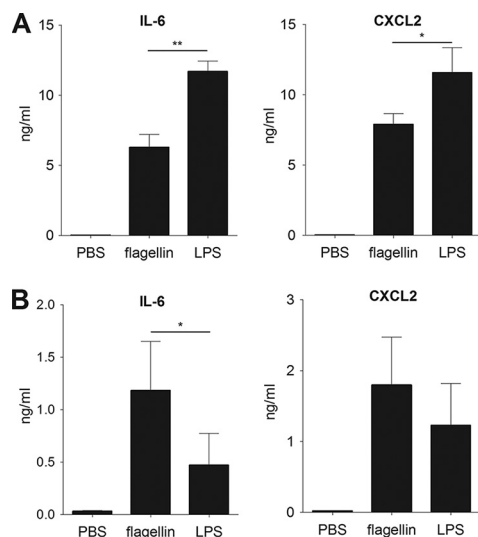 A
IL-6
CXCL2
ng/ml
15
10
5
0
**
PBS flagellin LPS
ng/ml
15
10
5
0
*
PBS flagellin LPS
B
IL-6
CXCL2
ng/ml
2.0
1.5
1.0
0.5
0.0
*
PBS flagellin LPS
ng/ml
3
2
1
0
PBS flagellin LPS